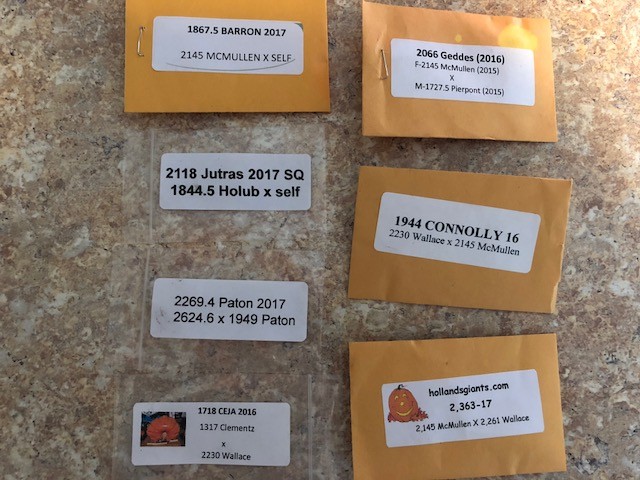 1867.5 BARRON 2017
2145 MCMULLEN X SELF
2066 Geddes (2016)
F-2145 McMullen (2015)
X
M-1727.5 Pierpont (2015)
2118 Jutras 2017 SQ
1844.5 Holub x self
1944 CONNOLLY 16
2230 Wallace x 2145 McMullen
2269.4 Paton 2017
2624.6 x 1949 Paton
1718 CEJA 2016
1317 Clementz
x
2230 Wallace
hollandsgiants.com
2,363-17
2,145 McMullen X 2,261 Wallace